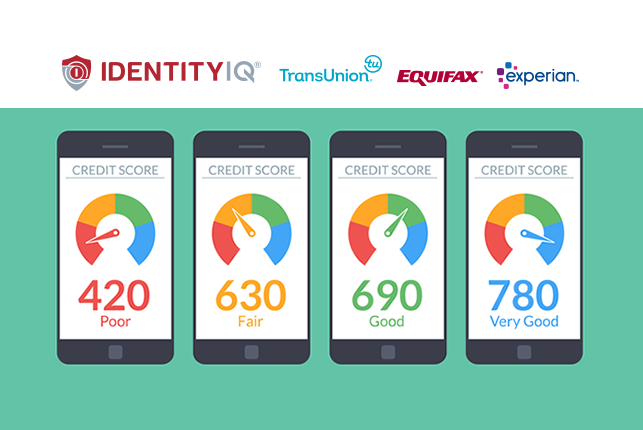 IDENTITYIQ®
TransUnion® tu
EQUIFAX®
experian™
CREDIT SCORE
420
Poor
CREDIT SCORE
630
Fair
CREDIT SCORE
690
Good
CREDIT SCORE
780
Very Good